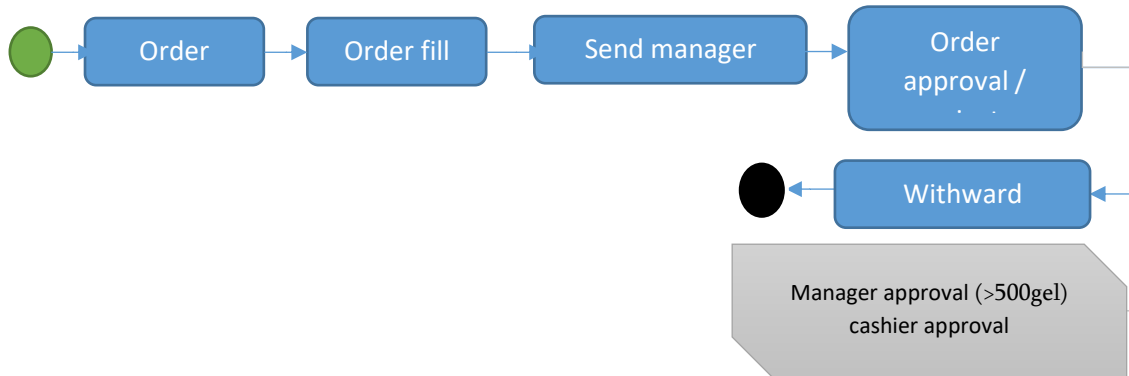 Order
Order fill
Send manager
Order
approval /
Withward
Manager approval (>500gel)
cashier approval